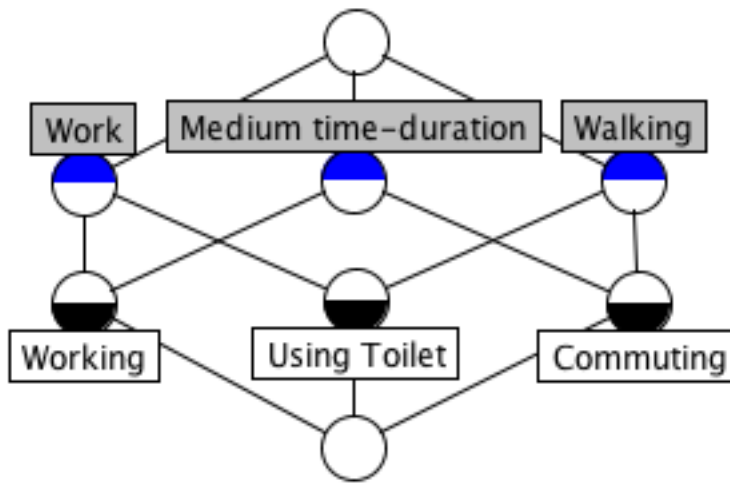 Work
Medium time-duration
Walking
Working
Using Toilet
Commuting